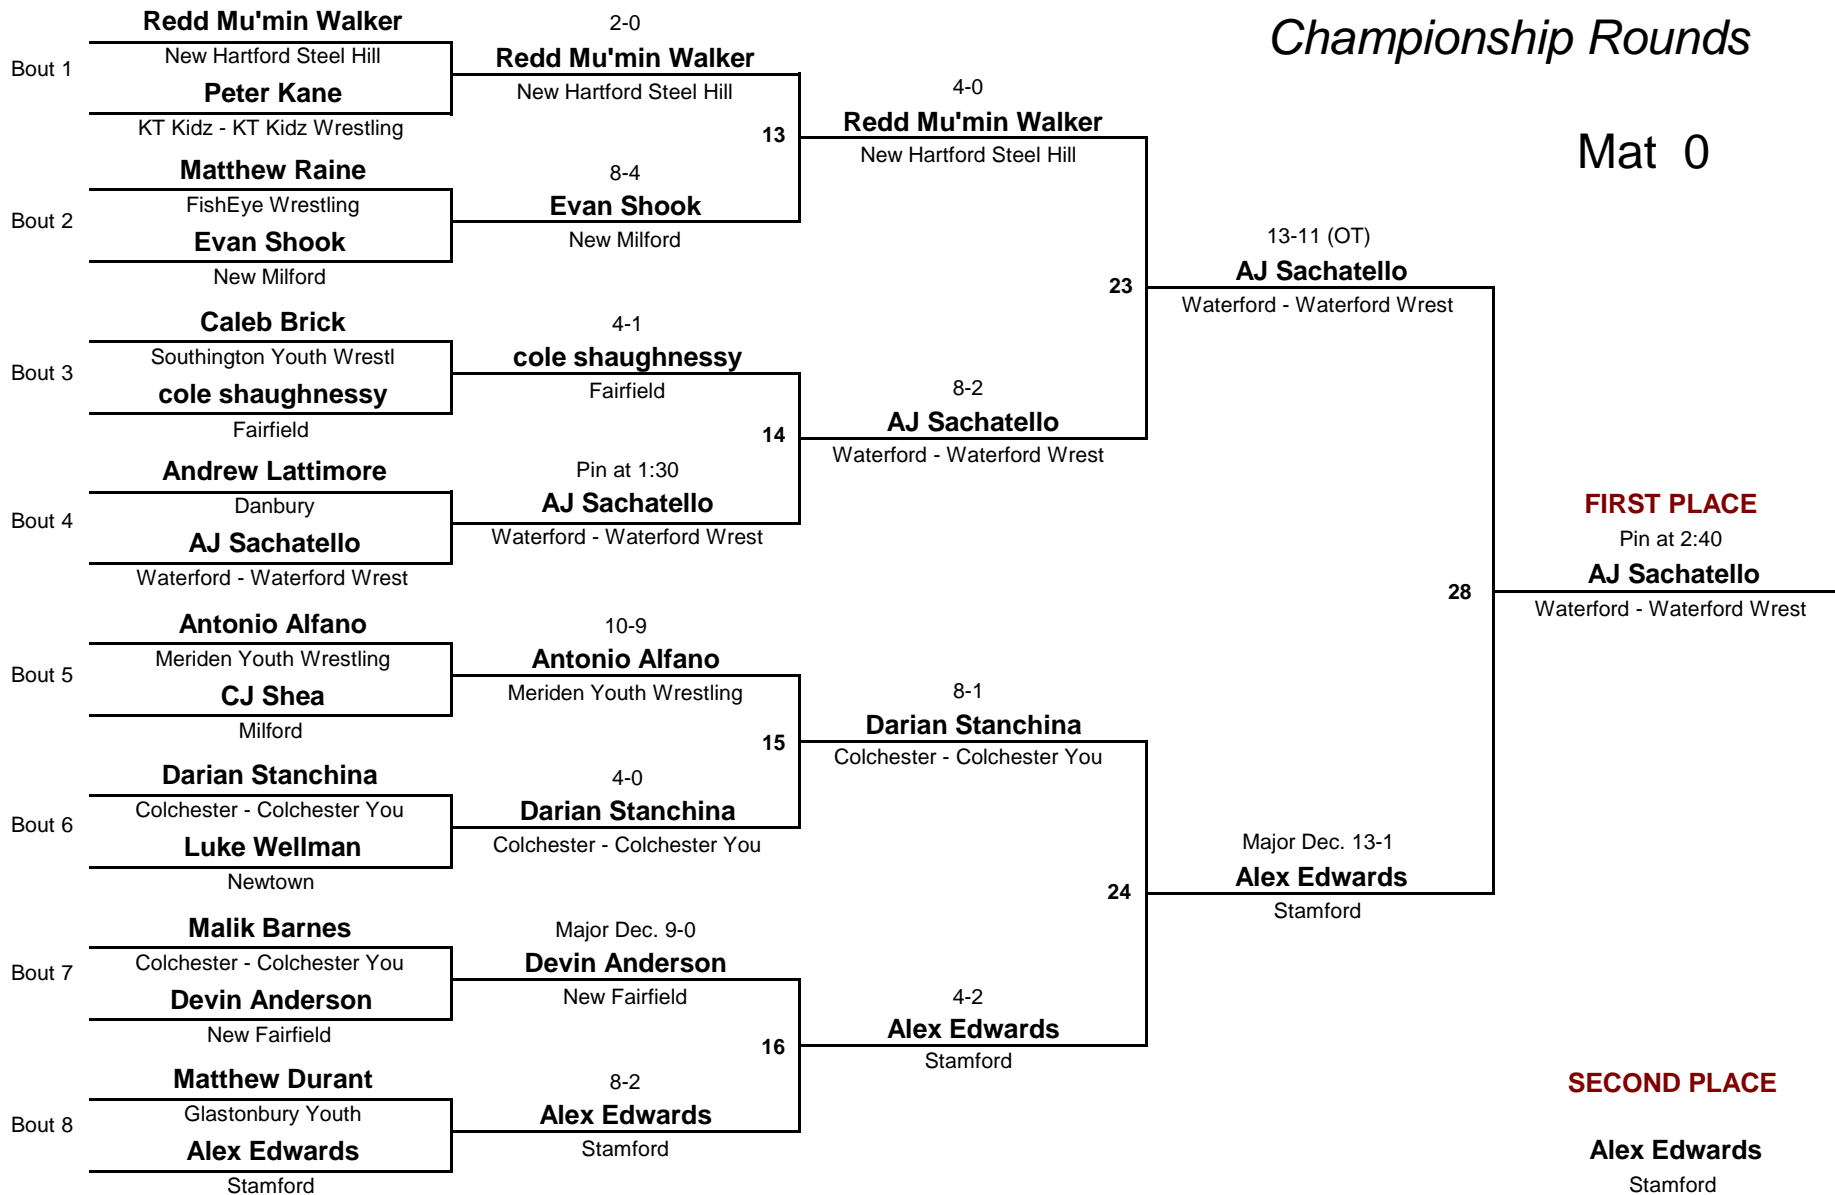 Championship Rounds
Mat 0
Bout 1
Redd Mu'min Walker
New Hartford Steel Hill
Peter Kane
KT Kidz - KT Kidz Wrestling
Bout 2
Matthew Raine
FishEye Wrestling
Evan Shook
New Milford
Bout 3
Caleb Brick
Southington Youth Wrestl
cole shaughnessy
Fairfield
Bout 4
Andrew Lattimore
Danbury
AJ Sachatello
Waterford - Waterford Wrest
Bout 5
Antonio Alfano
Meriden Youth Wrestling
CJ Shea
Milford
Bout 6
Darian Stanchina
Colchester - Colchester You
Luke Wellman
Newtown
Bout 7
Malik Barnes
Colchester - Colchester You
Devin Anderson
New Fairfield
Bout 8
Matthew Durant
Glastonbury Youth
Alex Edwards
Stamford
2-0
Redd Mu'min Walker
New Hartford Steel Hill
13
8-4
Evan Shook
New Milford
4-1
cole shaughnessy
Fairfield
14
Pin at 1:30
AJ Sachatello
Waterford - Waterford Wrest
10-9
Antonio Alfano
Meriden Youth Wrestling
15
4-0
Darian Stanchina
Colchester - Colchester You
Major Dec. 9-0
Devin Anderson
New Fairfield
16
8-2
Alex Edwards
Stamford
4-0
Redd Mu'min Walker
New Hartford Steel Hill
23
8-2
AJ Sachatello
Waterford - Waterford Wrest
8-1
Darian Stanchina
Colchester - Colchester You
24
4-2
Alex Edwards
Stamford
13-11 (OT)
AJ Sachatello
Waterford - Waterford Wrest
28
Major Dec. 13-1
Alex Edwards
Stamford
FIRST PLACE
Pin at 2:40
AJ Sachatello
Waterford - Waterford Wrest
SECOND PLACE
Alex Edwards
Stamford